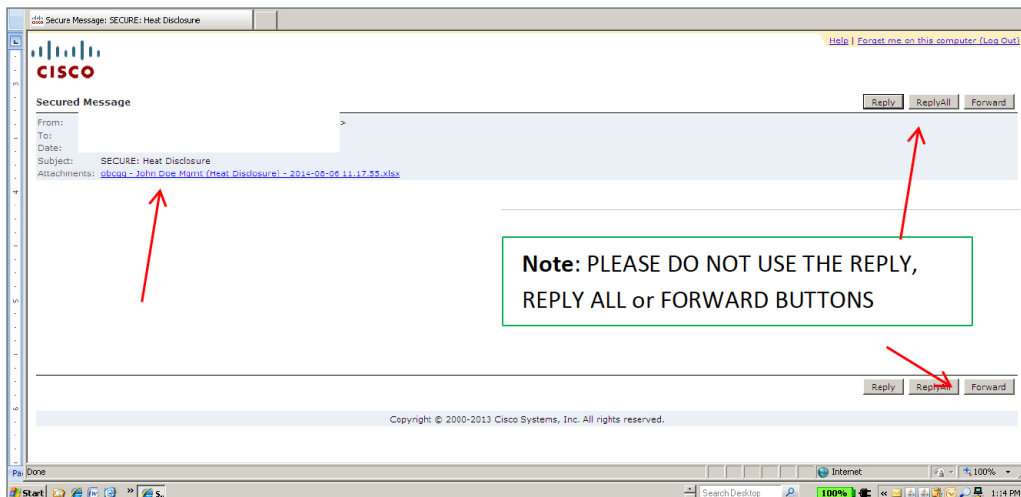 Secure Message: SECURE: Heat Disclosure
Help | Forget me on this computer (Log Out)
CISCO
Secured Message
Reply ReplyAll Forward
From: >
To:
Date:
Subject: SECURE: Heat Disclosure
Attachments: obcgq - John Doe Mgmt (Heat Disclosure) - 2014-08-06 11.17.55.xlsx
Note: PLEASE DO NOT USE THE REPLY,
REPLY ALL or FORWARD BUTTONS
Reply ReplyAll Forward
Copyright © 2000-2013 Cisco Systems, Inc. All rights reserved.
Done Internet 100%
Start Search Desktop 100% 1:14 PM